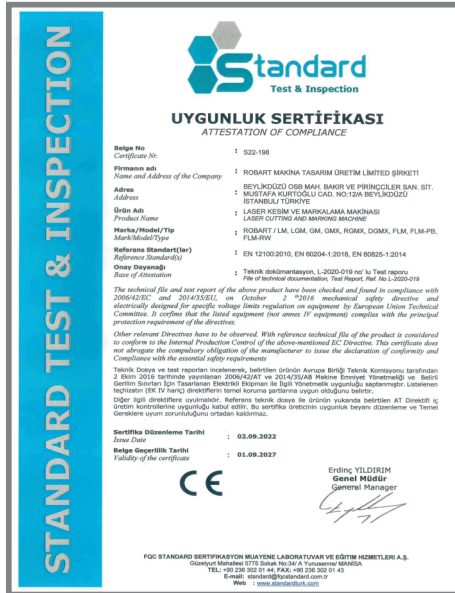 STANDARD TEST & INSPECTION
Standard
Test & Inspection
UYGUNLUK SERTİFİKASI
ATTESTATION OF COMPLIANCE
Belge No
Certificate Nr.
: S22-198
Firmanın adı
Name and Address of the Company
: ROBART MAKİNA TASARIM ÜRETİM LIMITED ŞİRKETİ
Adres
Address
: BEYLİKDÜZÜ OSB MAH. BAKIR VE PİRİNÇCİLER SAN. SİT.
MUSTAFA KURTOĞLU CAD. NO:12/A BEYLİKDÜZÜ
İSTANBUL/ TÜRKİYE
Ürün Adı
Product Name
: LASER KESİM VE MARKALAMA MAKİNASI
LASER CUTTING AND MARKING MACHINE
Marka/Model/Tip
Mark/Model/Type
: ROBART / LM, LGM, GM, GMX, RGMX, DGMX, FLM, FLM-PB,
FLM-RW
Referans Standart(lar)
Reference Standard(s)
: EN 12100:2010, EN 60204-1:2018, EN 60825-1:2014
Onay Dayanağı
Base of Attestation
: Teknik dokümantasyon, L-2020-019 no' lu Test raporu
File of technical documentation, Test Report, Ref. No L-2020-019
The technical file and test report of the above product have been checked and found in compliance with
2006/42/EC and 2014/35/EU, on October 2 °2016 mechanical safety directive and
electrically designed for specific voltage limits regulation on equipment by European Union Technical
Committee. It confims that the listed equipment (not annex IV equipment) complies with the principal
protection requirement of the directives.
Other relevant Directives have to be observed. With reference technical file of the product is considered
to conform to the Internal Production Control of the above-mentioned EC Directive. This certificate does
not abrogate the compulsory obligation of the manufacturer to issue the declaration of conformity and
Compliance with the essential safety requirements
Teknik Dosya ve test raporları incelenerek, belirtilen ürünün Avrupa Birliği Teknik Komisyonu tarafından
2 Ekim 2016 tarihinde yayınlanan 2006/42/AT ve 2014/35/AB Makine Emniyet Yönetmeliği ve Belirli
Gerilim Sınırları İçin Tasarlanan Elektrikli Ekipman ile İlgili Yönetmelik uygunluğu saptanmıştır. Listelenen
teçhizatın (EK IV hariç) direktiflerin temel koruma partlarına uygun olduğunu belirtir.
Diğer ilgili direktiflere uyulmalıdır. Referans teknik dosya ile ürünün yukarıda belirtilen AT Direktifi iç
üretim kontrollerine uygunluğu kabul edilir. Bu sertifika üreticinin uygunluk beyanı düzenleme ve Temel
Gereklere uyum zorunluluğunu ortadan kaldırmaz.
Sertifika Düzenleme Tarihi
Issue Date
: 02.09.2022
Belge Geçerlilik Tarihi
Validity of the certificate
: 01.09.2027
CE
Erdinç YILDIRIM
Genel Müdür
General Manager
FQC STANDARD SERTIFIKASYON MUAYENE LABORATUVAR VE EĞİTİM HIZMETLERI A.Ş.
Güzelyurt Mahallesi 5775 Sokak No:34/ A Yunusemre/ MANİSA
TEL: +90 236 302 01 44; FAX: +90 236 302 01 43
E-mail: standard@fqcstandard.com.tr
Web : www.standardturk.com